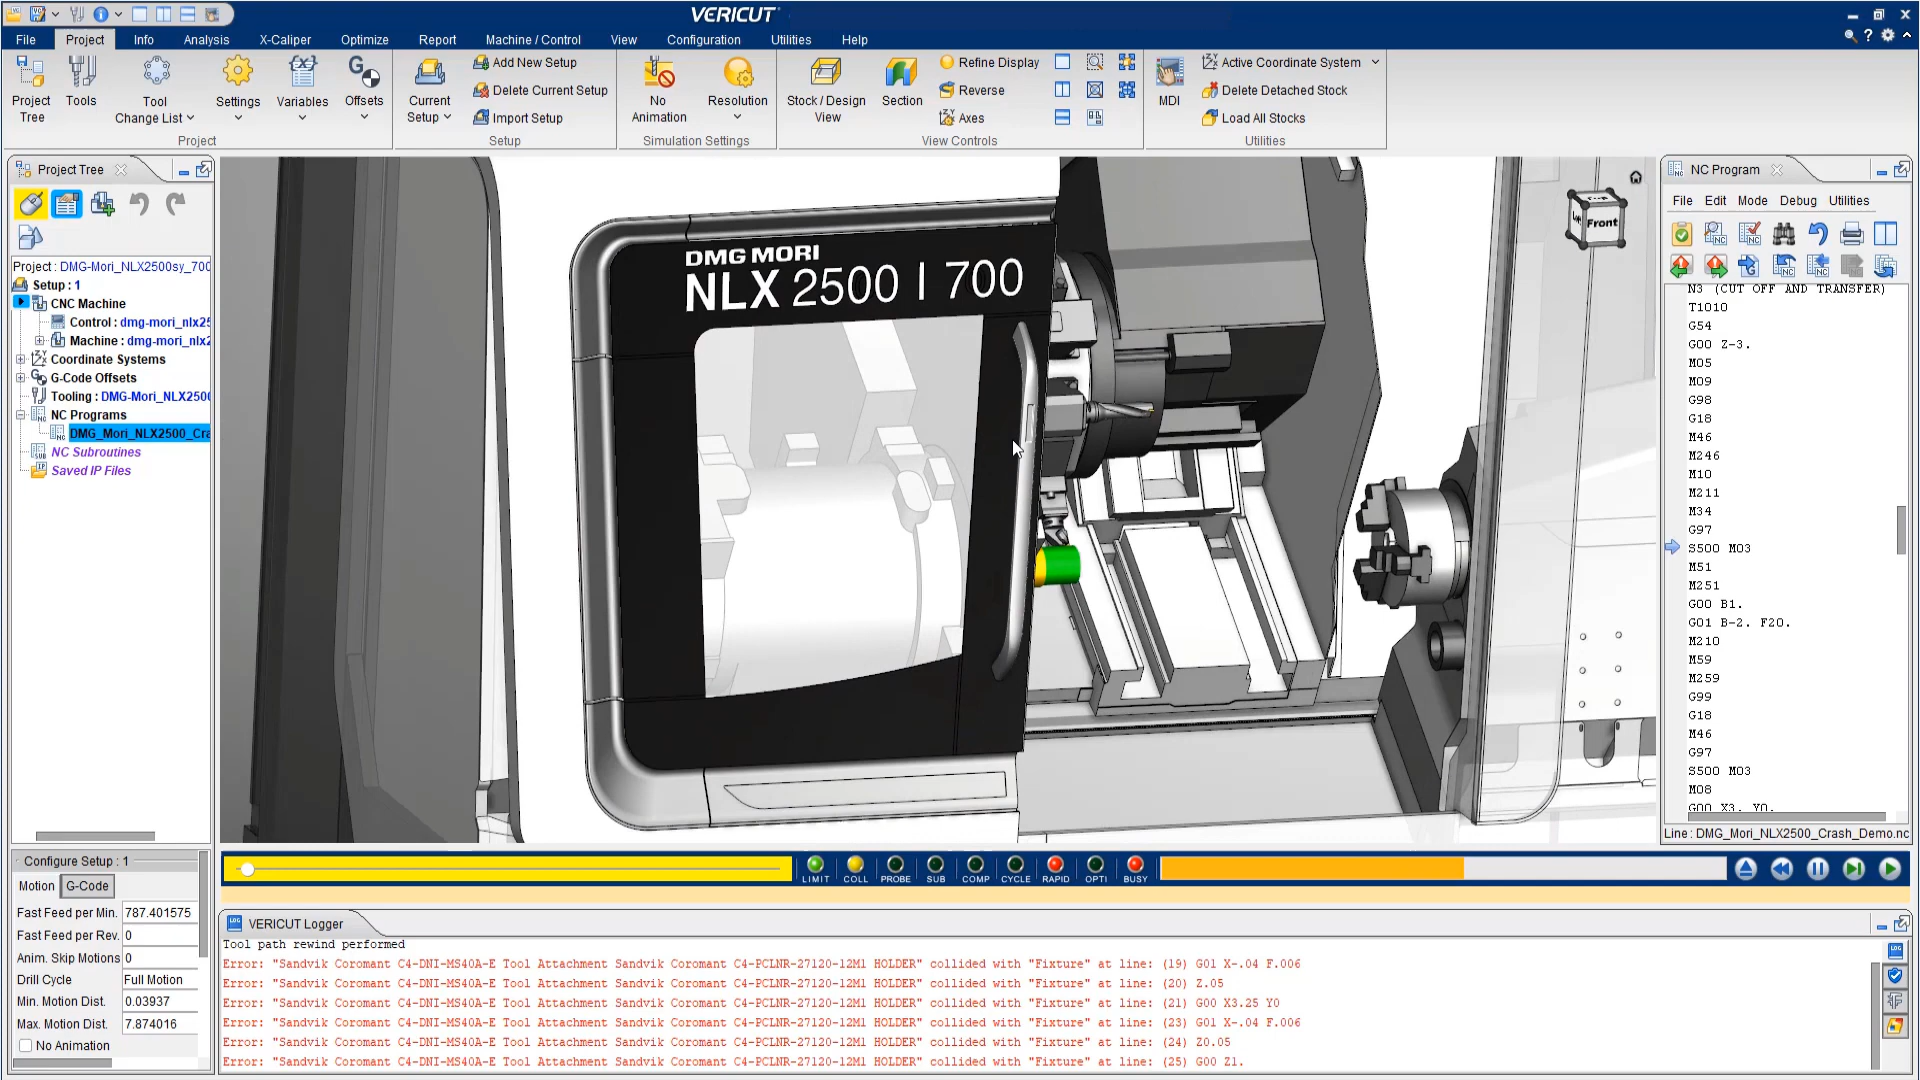 VERICUT
File Project Info Analysis X-Caliper Optimize Report Machine / Control View Configuration Utilities Help
Project Tree
Tools
Tool Change List
Settings
Variables
Offsets
Project
Current Setup
Add New Setup
Delete Current Setup
Import Setup
Setup
No Animation
Resolution
Simulation Settings
Stock / Design View
Section
Refine Display
Reverse
Axes
View Controls
MDI
Active Coordinate System
Delete Detached Stock
Load All Stocks
Utilities
Project Tree
Project : DMG-Mori_NLX2500sy_700
Setup : 1
CNC Machine
Control : dmg-mori_nlx25
Machine : dmg-mori_nlx2
Coordinate Systems
G-Code Offsets
Tooling : DMG-Mori_NLX2500
NC Programs
DMG_Mori_NLX2500_Cra
NC Subroutines
Saved IP Files
Configure Setup : 1
Motion G-Code
Fast Feed per Min. 787.401575
Fast Feed per Rev. 0
Anim. Skip Motions 0
Drill Cycle Full Motion
Min. Motion Dist. 0.03937
Max. Motion Dist. 7.874016
No Animation
DMG MORI
NLX 2500 | 700
Front
NC Program
File Edit Mode Debug Utilities
N3 (CUT OFF AND TRANSFER)
T1010
G54
G00 Z-3.
M05
M09
G98
G18
M46
M246
M10
M211
M34
G97
S500 M03
M51
M251
G00 B1.
G01 B-2. F20.
M210
M59
M259
G99
G18
M46
G97
S500 M03
M08
G00 X3. Y0.
Line : DMG_Mori_NLX2500_Crash_Demo.nc
LIMIT COLL PROBE SUB COMP CYCLE RAPID OPTI BUSY
VERICUT Logger
Tool path rewind performed
Error: "Sandvik Coromant C4-DNI-MS40A-E Tool Attachment Sandvik Coromant C4-PCLNR-27120-12M1 HOLDER" collided with "Fixture" at line: (19) G01 X-.04 F.006
Error: "Sandvik Coromant C4-DNI-MS40A-E Tool Attachment Sandvik Coromant C4-PCLNR-27120-12M1 HOLDER" collided with "Fixture" at line: (20) Z.05
Error: "Sandvik Coromant C4-DNI-MS40A-E Tool Attachment Sandvik Coromant C4-PCLNR-27120-12M1 HOLDER" collided with "Fixture" at line: (21) G00 X3.25 Y0
Error: "Sandvik Coromant C4-DNI-MS40A-E Tool Attachment Sandvik Coromant C4-PCLNR-27120-12M1 HOLDER" collided with "Fixture" at line: (23) G01 X-.04 F.006
Error: "Sandvik Coromant C4-DNI-MS40A-E Tool Attachment Sandvik Coromant C4-PCLNR-27120-12M1 HOLDER" collided with "Fixture" at line: (24) Z0.05
Error: "Sandvik Coromant C4-DNI-MS40A-E Tool Attachment Sandvik Coromant C4-PCLNR-27120-12M1 HOLDER" collided with "Fixture" at line: (25) G00 Z1.